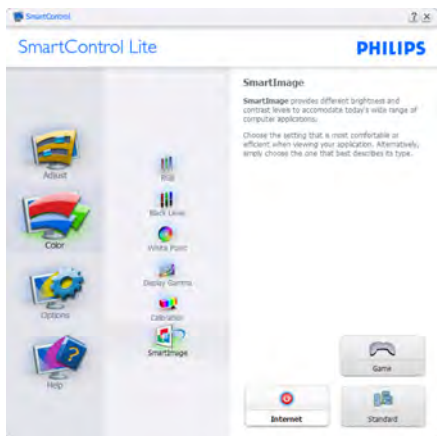 SmartControl
SmartControl Lite
PHILIPS
Adjust
Color
Options
Help
RGB
Black Level
White Point
Display Gamma
Calibration
SmartImage
SmartImage
SmartImage provides different brightness and
contrast levels to accomodate today's wide range of
computer applications.
Choose the setting that is most comfortable or
efficient when viewing your application. Alternatively,
simply choose the one that best describes its type.
Game
Internet
Standard